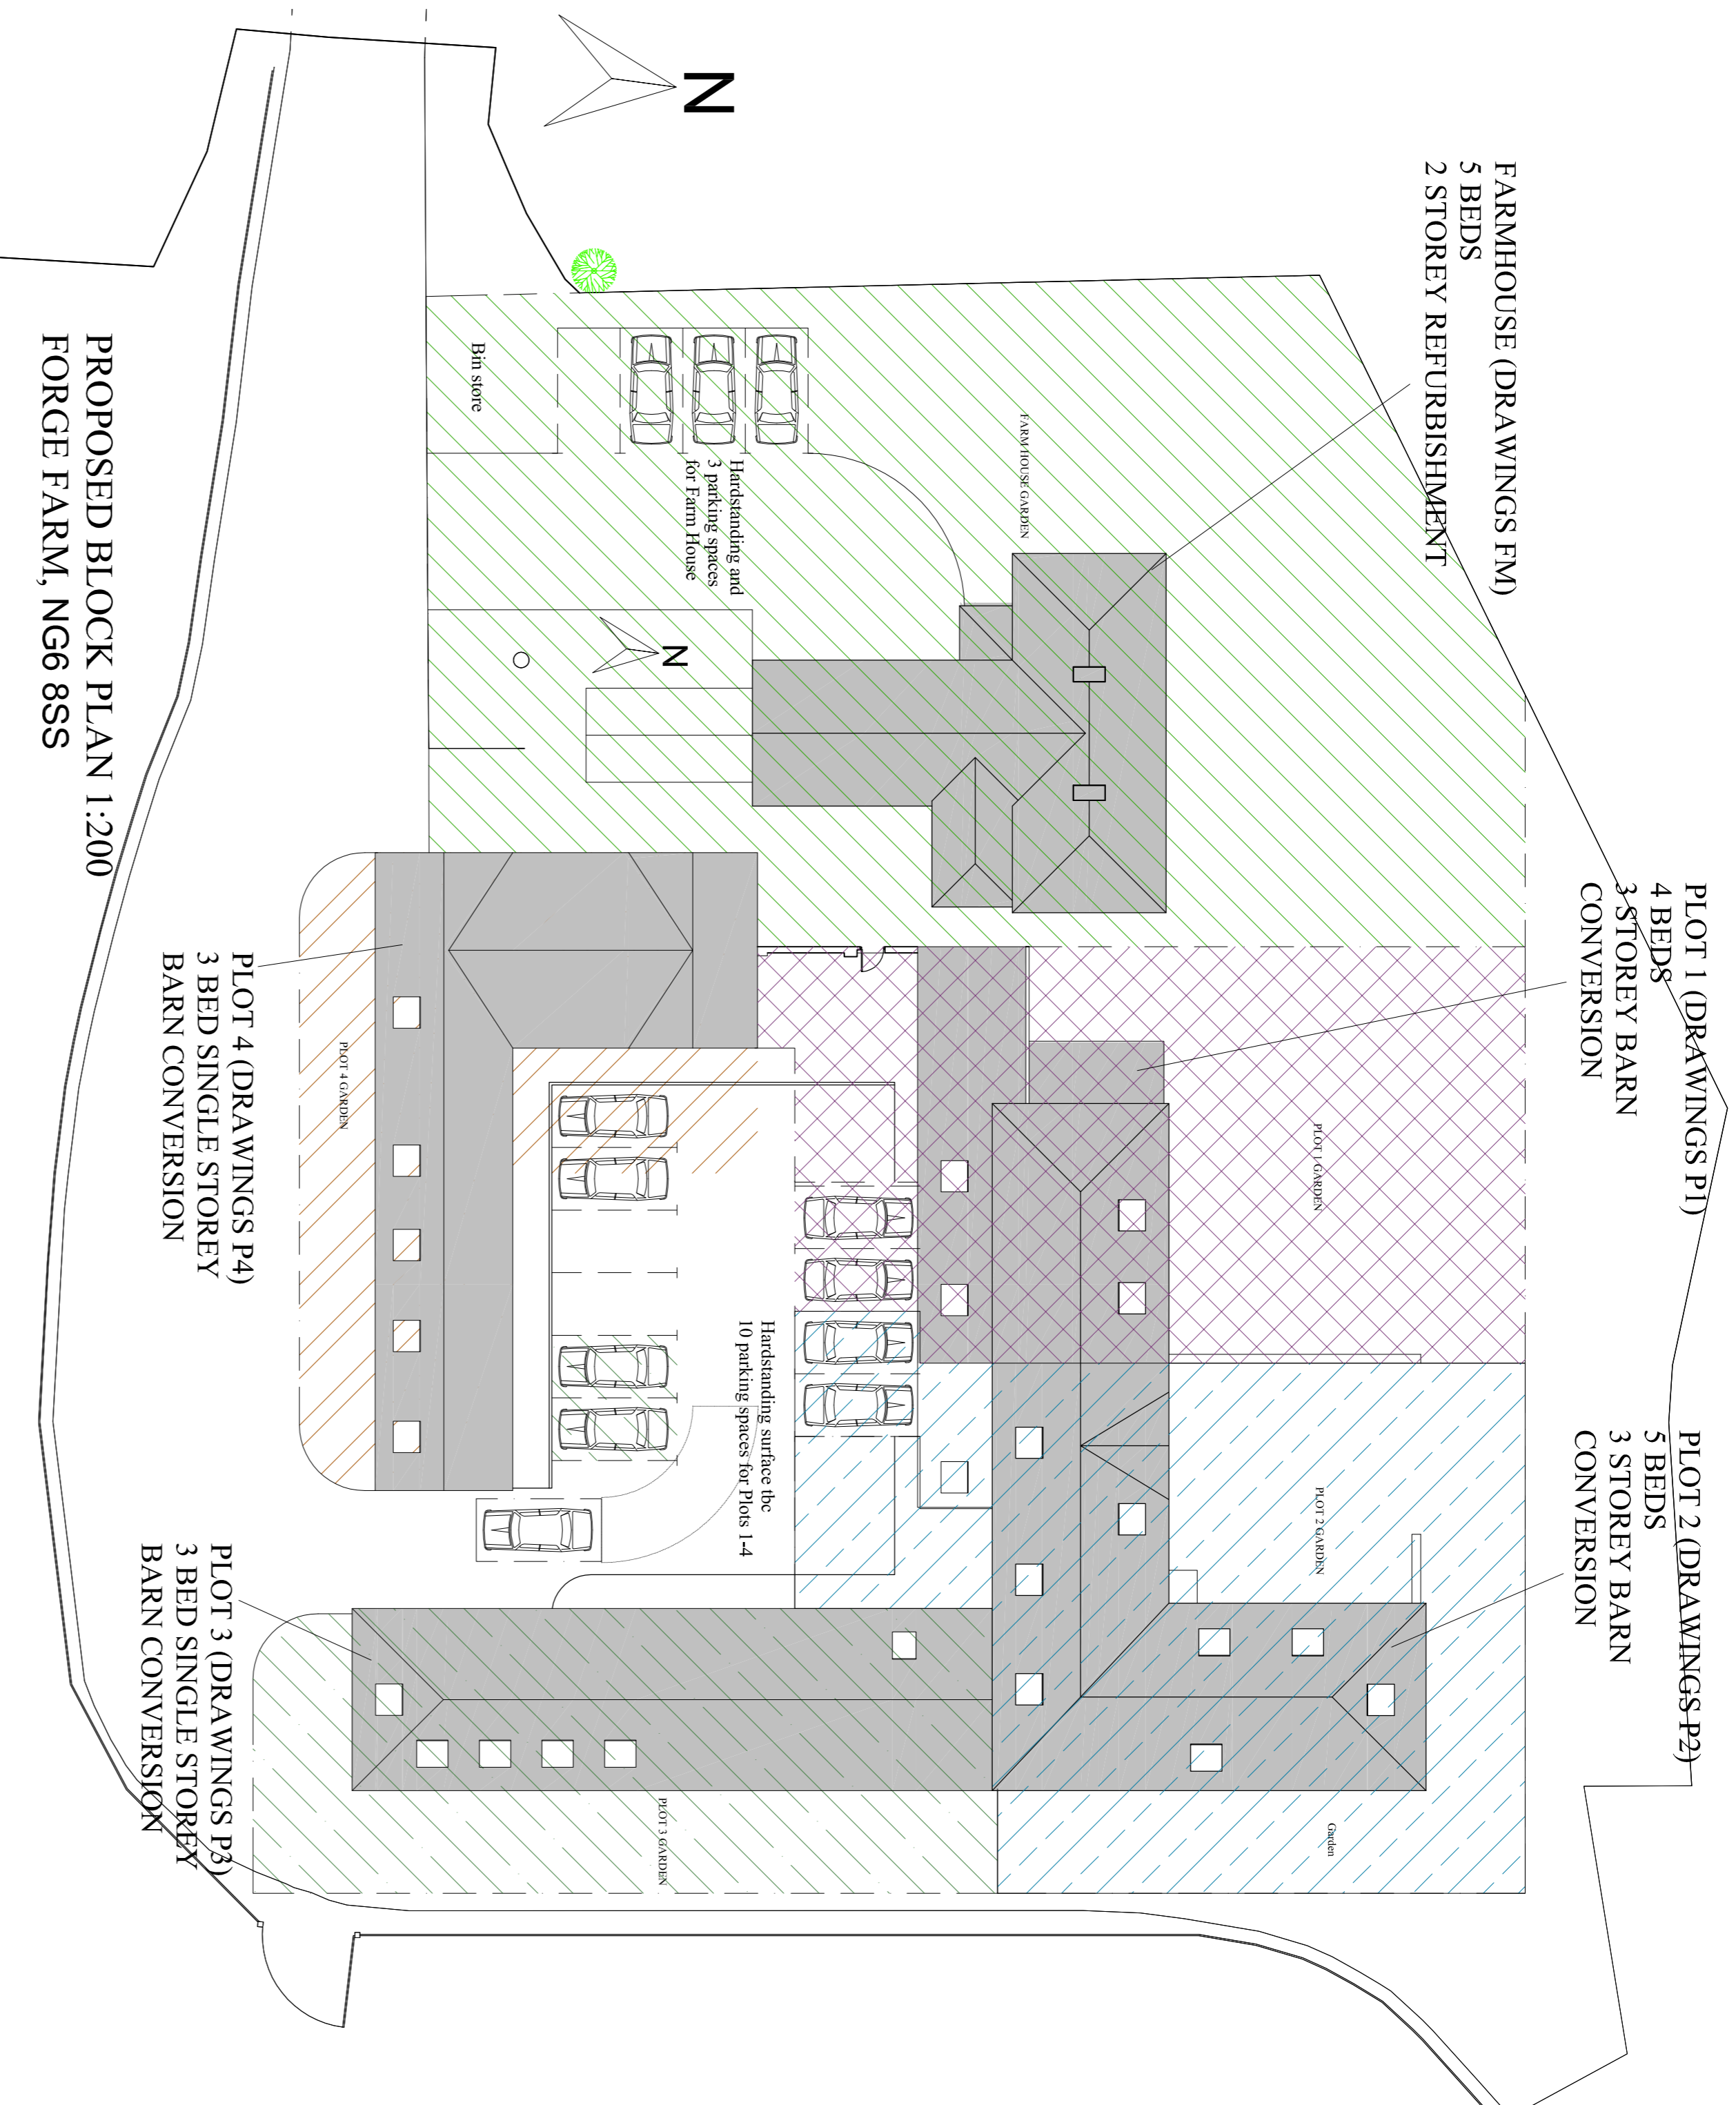 N
FARMHOUSE (DRAWINGS FM)
5 BEDS
2 STOREY REFURBISHMENT
PLOT 1 (DRAWINGS P1)
4 BEDS
3 STOREY BARN
CONVERSION
PLOT 2 (DRAWINGS P2)
5 BEDS
3 STOREY BARN
CONVERSION
FARM HOUSE GARDEN
PLOT 1 GARDEN
PLOT 2 GARDEN
Garden
Bin store
Hardstanding and
3 parking spaces
for Farm House
N
Hardstanding surface tbc
10 parking spaces for Plots 1-4
PLOT 4 GARDEN
PLOT 3 GARDEN
PLOT 4 (DRAWINGS P4)
3 BED SINGLE STOREY
BARN CONVERSION
PLOT 3 (DRAWINGS P3)
3 BED SINGLE STOREY
BARN CONVERSION
PROPOSED BLOCK PLAN 1:200
FORGE FARM, NG6 8SS